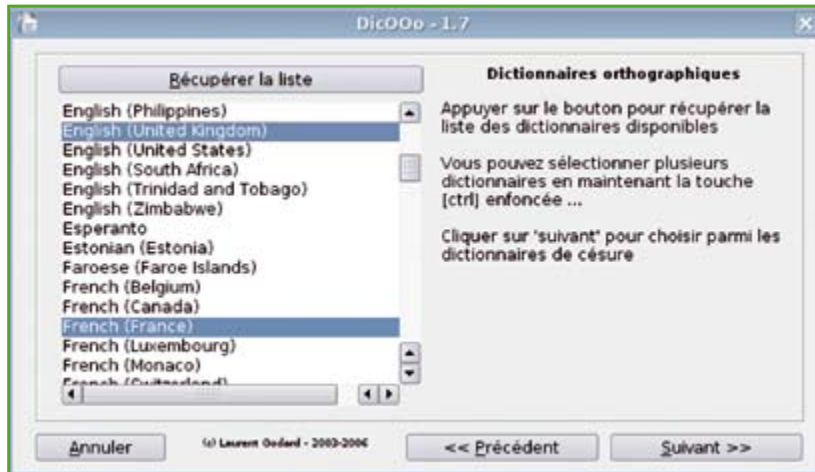 DicOOo - 1.7
Récupérer la liste
English (Philippines)
English (United Kingdom)
English (United States)
English (South Africa)
English (Trinidad and Tobago)
English (Zimbabwe)
Esperanto
Estonian (Estonia)
Faroese (Faroe Islands)
French (Belgium)
French (Canada)
French (France)
French (Luxembourg)
French (Monaco)
French (Switzerland)
Dictionnaires orthographiques
Appuyer sur le bouton pour récupérer la
liste des dictionnaires disponibles
Vous pouvez sélectionner plusieurs
dictionnaires en maintenant la touche
[ctrl] enfoncée ...
Cliquer sur 'suivant' pour choisir parmi les
dictionnaires de césure
Annuler
(c) Laurent Godard - 2003-2006
<< Précédent
Suivant >>